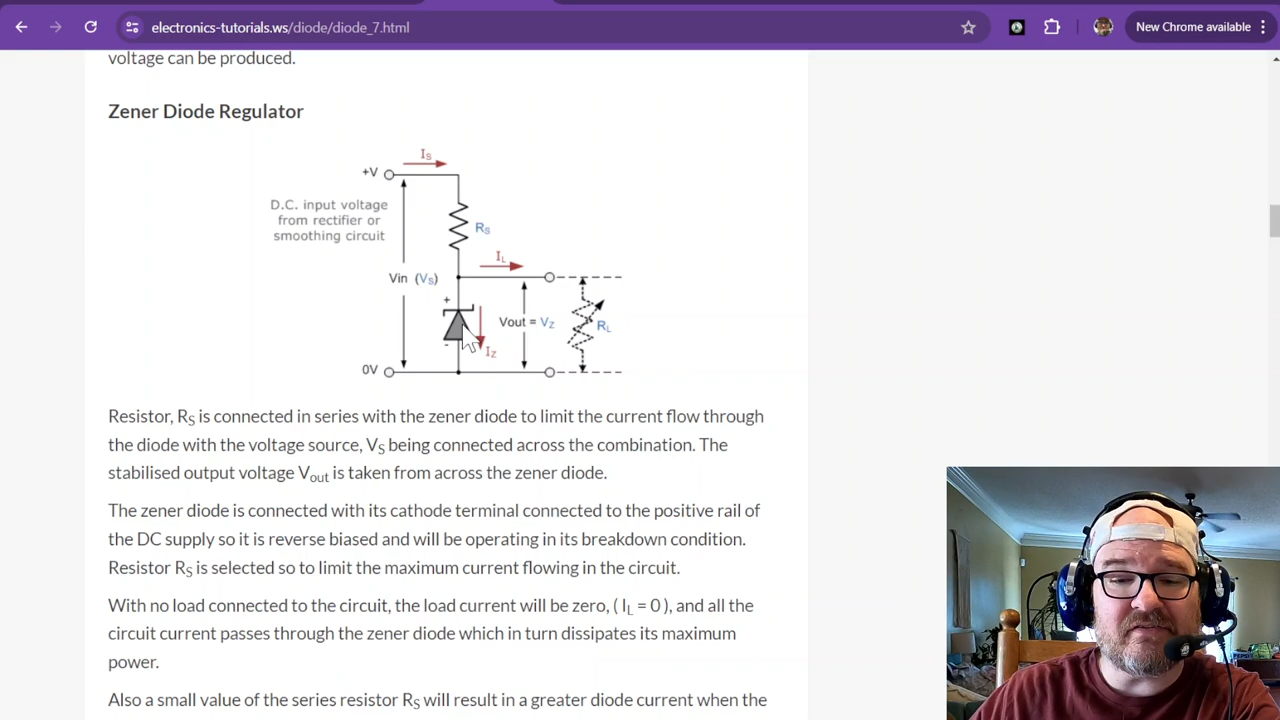 electronics-tutorials.ws/diode/diode_7.html
New Chrome available
voltage can be produced.
Zener Diode Regulator
IS
+V
D.C. input voltage
from rectifier or
smoothing circuit
RS
IL
Vin (VS)
+
Vout = VZ
RL
-
IZ
0V
Resistor, RS is connected in series with the zener diode to limit the current flow through
the diode with the voltage source, VS being connected across the combination. The
stabilised output voltage Vout is taken from across the zener diode.
The zener diode is connected with its cathode terminal connected to the positive rail of
the DC supply so it is reverse biased and will be operating in its breakdown condition.
Resistor RS is selected so to limit the maximum current flowing in the circuit.
With no load connected to the circuit, the load current will be zero, ( IL = 0 ), and all the
circuit current passes through the zener diode which in turn dissipates its maximum
power.
Also a small value of the series resistor RS will result in a greater diode current when the